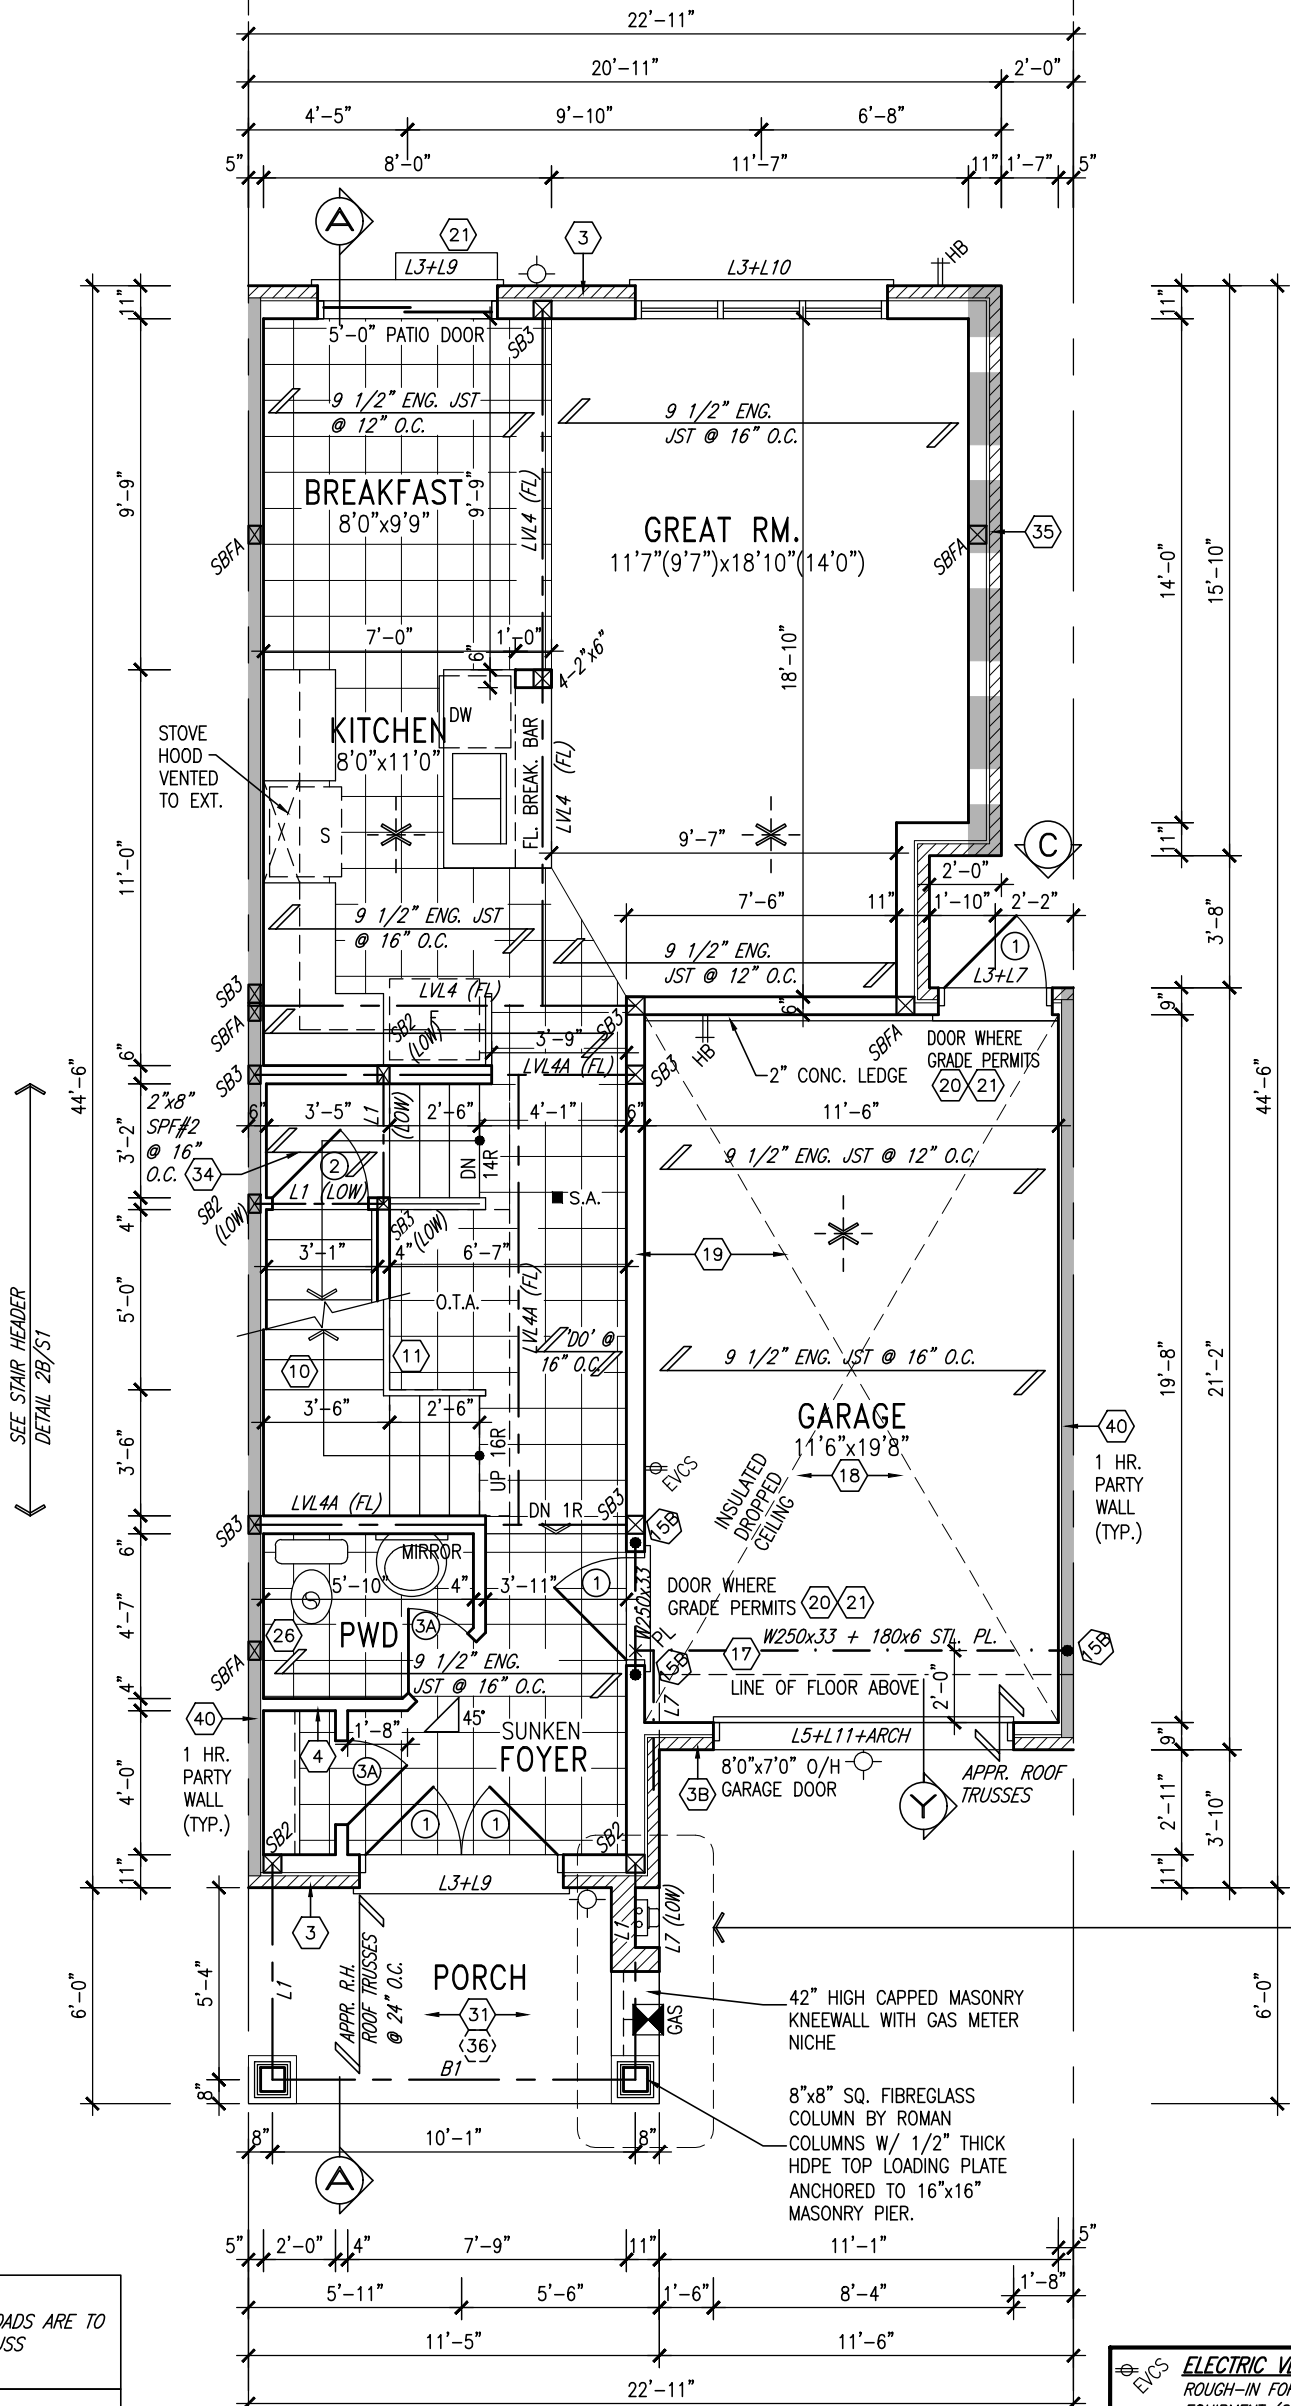 22'-11"
20'-11" 2'-0"
4'-5" 9'-10" 6'-8"
5" 8'-0" 11'-7" 11" 1'-7" 5"
A
21
3
HB
L3+L9
L3+L10
11"
11"
5'-0" PATIO DOOR
SB3
9 1/2" ENG. JST
@ 12" O.C.
9 1/2" ENG.
JST @ 16" O.C.
9'-9"
BREAKFAST
8'0"x9'9"
9'-9"
LVL4 (FL)
GREAT RM.
11'7"(9'7")x18'10"(14'0")
SBFA
SBFA
35
14'-0"
15'-10"
7'-0" 1'-0"
6"
4-2"x6"
18'-10"
STOVE
HOOD
VENTED
TO EXT.
KITCHEN
8'0"x11'0"
DW
S
FL. BREAK. BAR
LVL4 (FL)
11'-0"
9'-7"
C
11"
2'-0"
7'-6" 11" 1'-10" 2'-2"
3'-8"
9 1/2" ENG. JST
@ 16" O.C.
9 1/2" ENG.
JST @ 12" O.C.
1
L3+L7
SB3
SBFA
LVL4 (FL)
F
SB2
(LOW)
SB3
6"
9"
3'-9"
LVL4A (FL)
HB
SBFA
DOOR WHERE
GRADE PERMITS
20 21
2" CONC. LEDGE
6"
SB3
SB3
44'-6"
44'-6"
2"x8"
SPF#2
@ 16"
O.C.
34
6" 3'-5" 2'-6" 4'-1" 6" 11'-6"
L1
(LOW)
3'-2"
2
L1 (LOW)
DN
14R
9 1/2" ENG. JST @ 12" O.C.
S.A.
SB2
(LOW)
SB3
(LOW)
4"
3'-1" 4" 6'-7"
19
SEE STAIR HEADER
DETAIL 2B/S1
5'-0"
O.T.A.
LVL4A (FL)
10
11
'DO' @
16" O.C.
9 1/2" ENG. JST @ 16" O.C.
19'-8"
21'-2"
3'-6" 2'-6"
3'-6"
UP 16R
GARAGE
11'6"x19'8"
18
40
1 HR.
PARTY
WALL
(TYP.)
EVCS
INSULATED
DROPPED
CEILING
LVL4A (FL)
SB3
DN 1R
SB3
15B
6"
MIRROR
5'-10" 4" 3'-11"
1
W250x33
DOOR WHERE
GRADE PERMITS
20 21
4'-7"
26
PWD
3A
PL
W250x33 + 180x6 STL. PL.
17
15B
15B
SBFA
9 1/2" ENG.
JST @ 16" O.C.
LINE OF FLOOR ABOVE
2'-0"
4"
L7
40
1 HR.
PARTY
WALL
(TYP.)
4
1'-8"
45°
SUNKEN
FOYER
L5+L11+ARCH
9"
3A
3B
8'0"x7'0" O/H
GARAGE DOOR
APPR. ROOF
TRUSSES
Y
4'-0"
2'-11"
3'-10"
SB2
1
1
SB2
11"
11"
L3+L9
3
L1
L7 (LOW)
PORCH
31
36
APPR. R.H.
ROOF TRUSSES
@ 24" O.C.
L1
5'-4"
6'-0"
6'-0"
GAS
42" HIGH CAPPED MASONRY
KNEEWALL WITH GAS METER
NICHE
B1
8"
8" 10'-1" 8"
8"x8" SQ. FIBREGLASS
COLUMN BY ROMAN
COLUMNS W/ 1/2" THICK
HDPE TOP LOADING PLATE
ANCHORED TO 16"x16"
MASONRY PIER.
A
5" 2'-0" 4" 7'-9" 11" 11'-1" 5"
5'-11" 5'-6" 1'-6" 8'-4" 1'-8"
11'-5" 11'-6"
22'-11"
OADS ARE TO
USS
EVCS
ELECTRIC VE
ROUGH-IN FOR